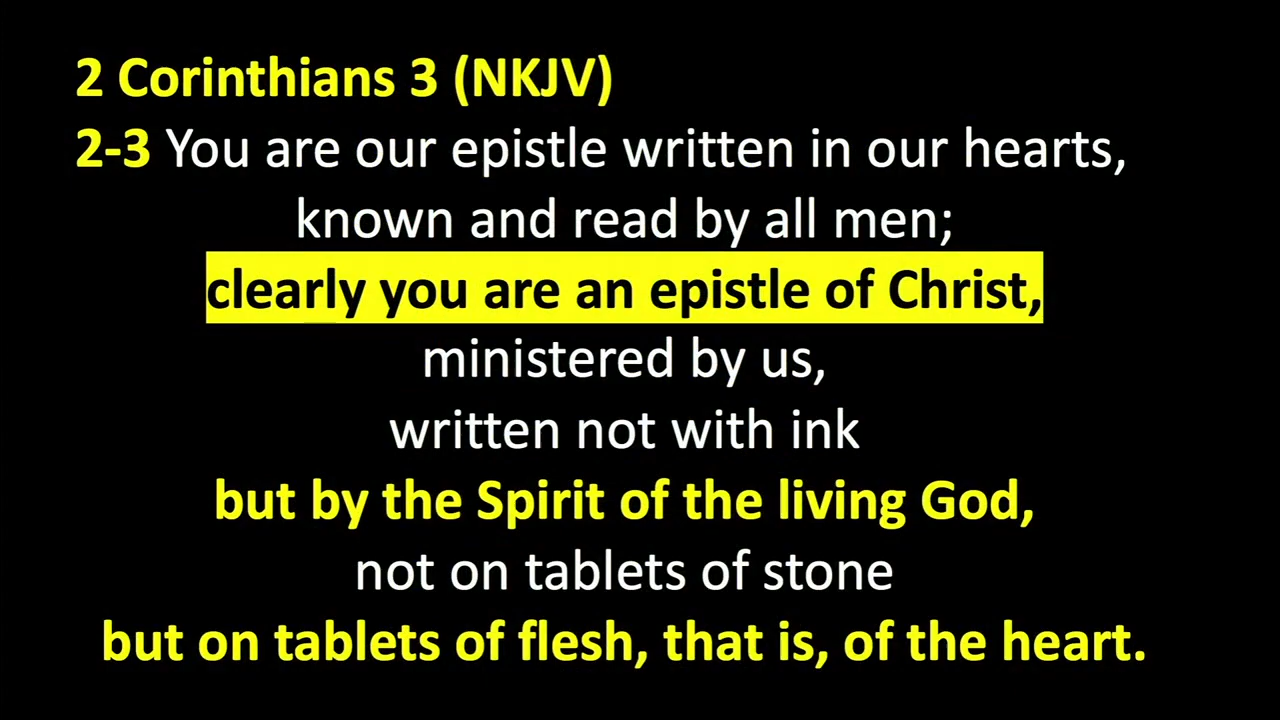 2 Corinthians 3 (NKJV)
2-3 You are our epistle written in our hearts,
known and read by all men;
clearly you are an epistle of Christ,
ministered by us,
written not with ink
but by the Spirit of the living God,
not on tablets of stone
but on tablets of flesh, that is, of the heart.